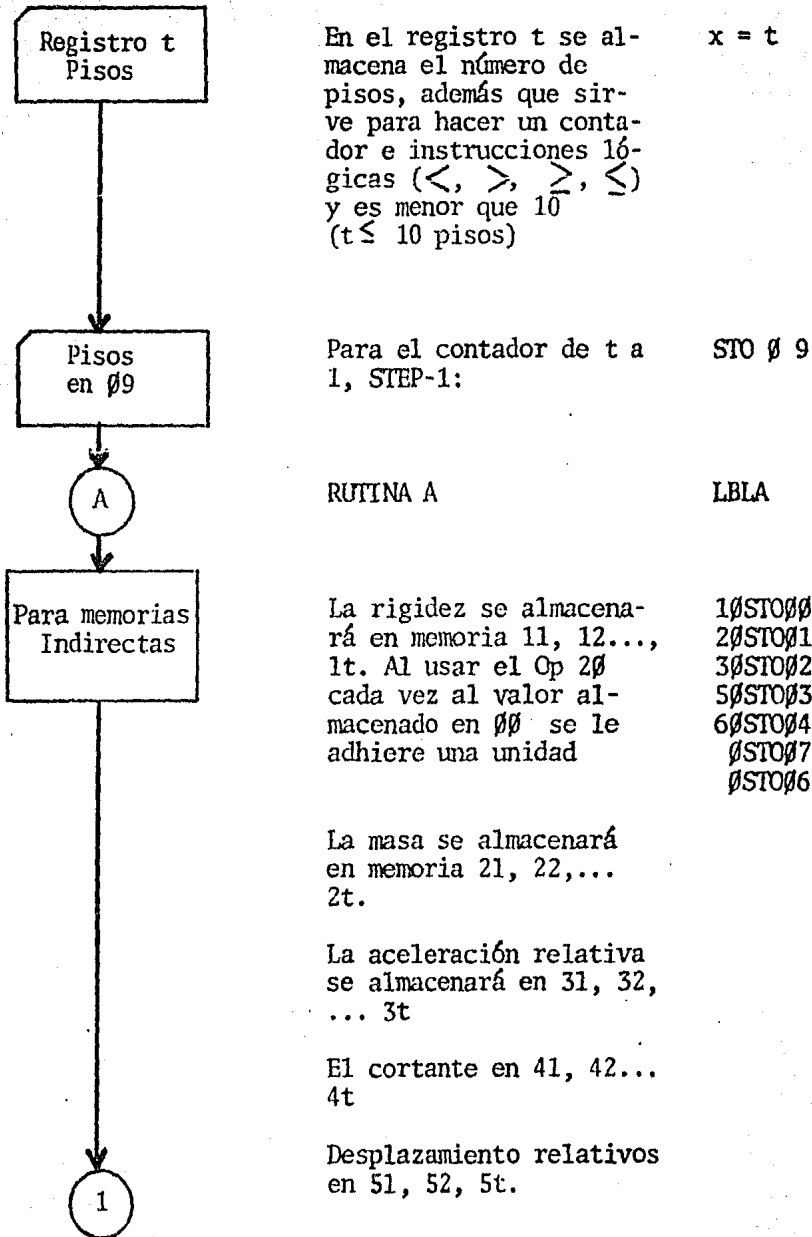 Registro t
Pisos
En el registro t se al-
macena el número de
pisos, además que sir-
ve para hacer un conta-
dor e instrucciones ló-
gicas (<, >, ≥, ≤)
y es menor que 10
(t ≤ 10 pisos)
x = t
Pisos
en Ø9
Para el contador de t a
1, STEP-1:
STO Ø 9
A
RUTINA A
LBLA
Para memorias
Indirectas
La rigidez se almacena-
rá en memoria 11, 12...,
1t. Al usar el Op 2Ø
cada vez al valor al-
macenado en ØØ se le
adhiere una unidad
1ØSTOØØ
2ØSTOØ1
3ØSTOØ2
5ØSTOØ3
6ØSTOØ4
ØSTOØ7
ØSTOØ6
La masa se almacenará
en memoria 21, 22,...
2t.
La aceleración relativa
se almacenará en 31, 32,
... 3t
El cortante en 41, 42...
4t
Desplazamiento relativos
en 51, 52, 5t.
1